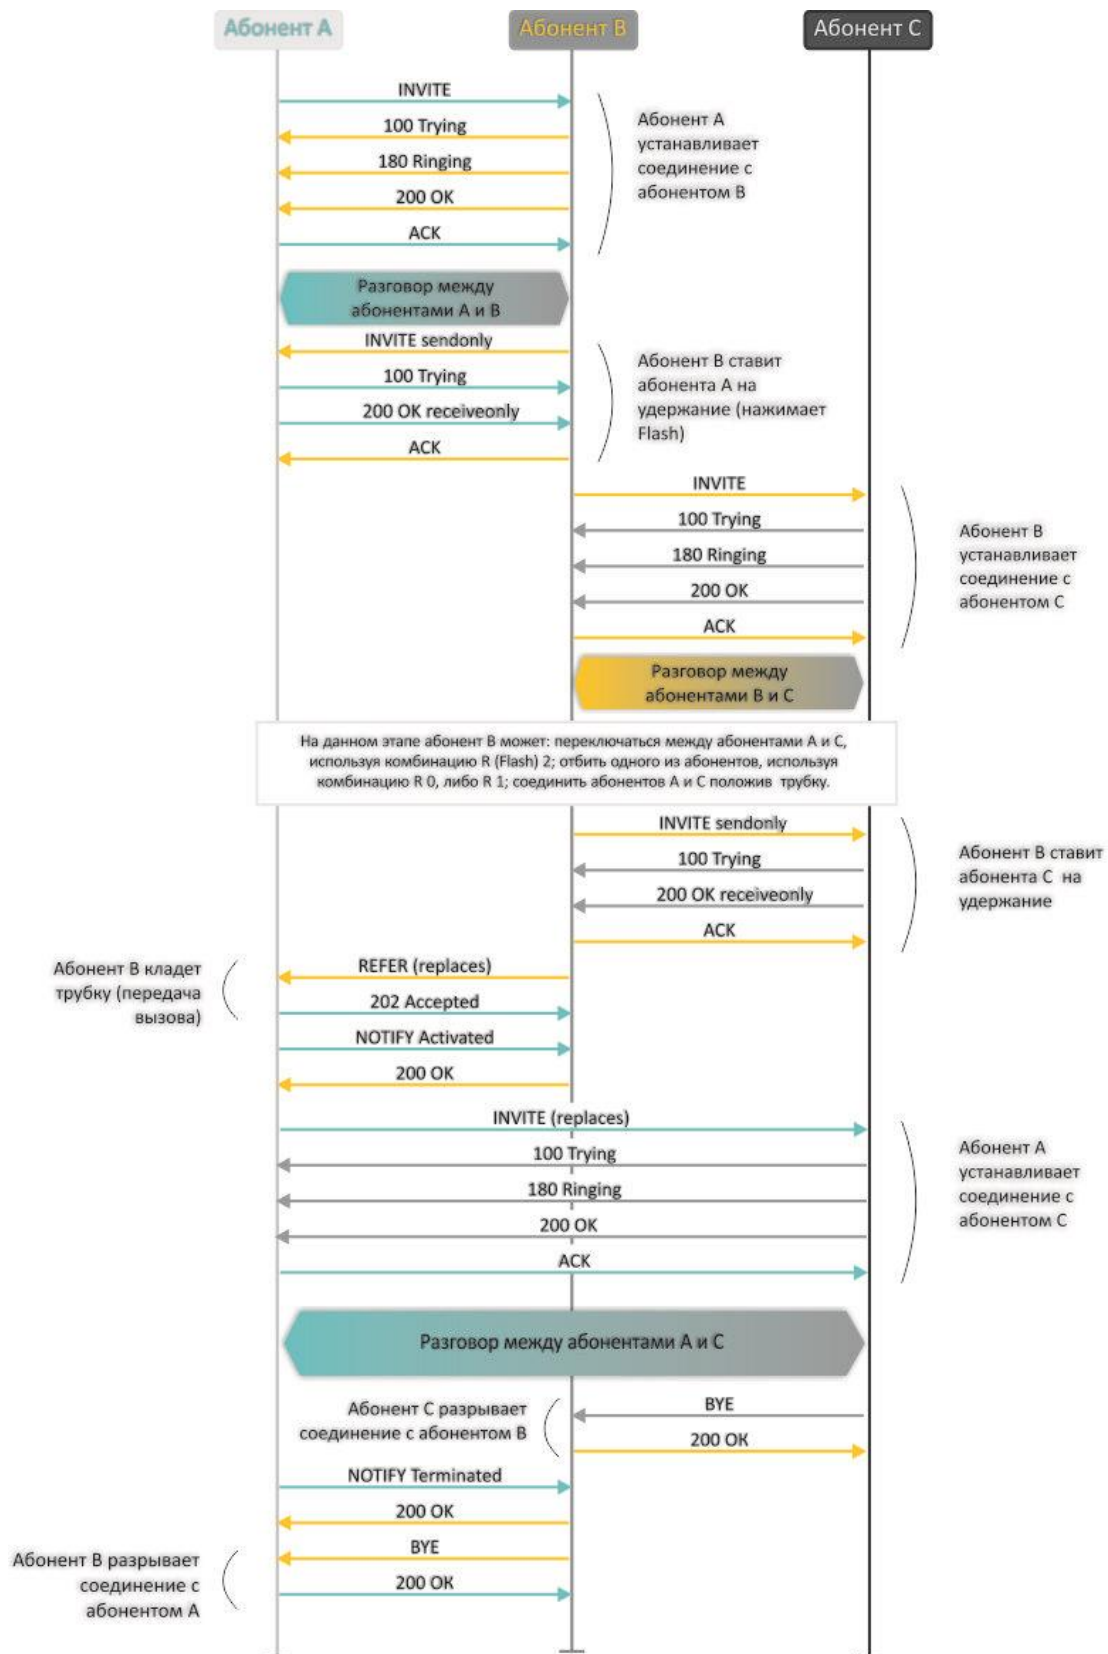 Абонент A
Абонент B
Абонент C
INVITE
100 Trying
180 Ringing
200 OK
ACK
Абонент A
устанавливает
соединение с
абонентом B
Разговор между
абонентами A и B
INVITE sendonly
100 Trying
200 OK receiveonly
ACK
Абонент B ставит
абонента A на
удержание (нажимает
Flash)
INVITE
100 Trying
180 Ringing
200 OK
ACK
Абонент B
устанавливает
соединение с
абонентом C
Разговор между
абонентами B и C
На данном этапе абонент B может: переключаться между абонентами A и C,
используя комбинацию R (Flash) 2; отбить одного из абонентов, используя
комбинацию R 0, либо R 1; соединить абонентов A и C положив трубку.
INVITE sendonly
100 Trying
200 OK receiveonly
ACK
Абонент B ставит
абонента C на
удержание
Абонент B кладет
трубку (передача
вызова)
REFER (replaces)
202 Accepted
NOTIFY Activated
200 OK
INVITE (replaces)
100 Trying
180 Ringing
200 OK
ACK
Абонент A
устанавливает
соединение с
абонентом C
Разговор между абонентами A и C
Абонент C разрывает
соединение с абонентом B
BYE
200 OK
NOTIFY Terminated
200 OK
BYE
200 OK
Абонент B разрывает
соединение с
абонентом A